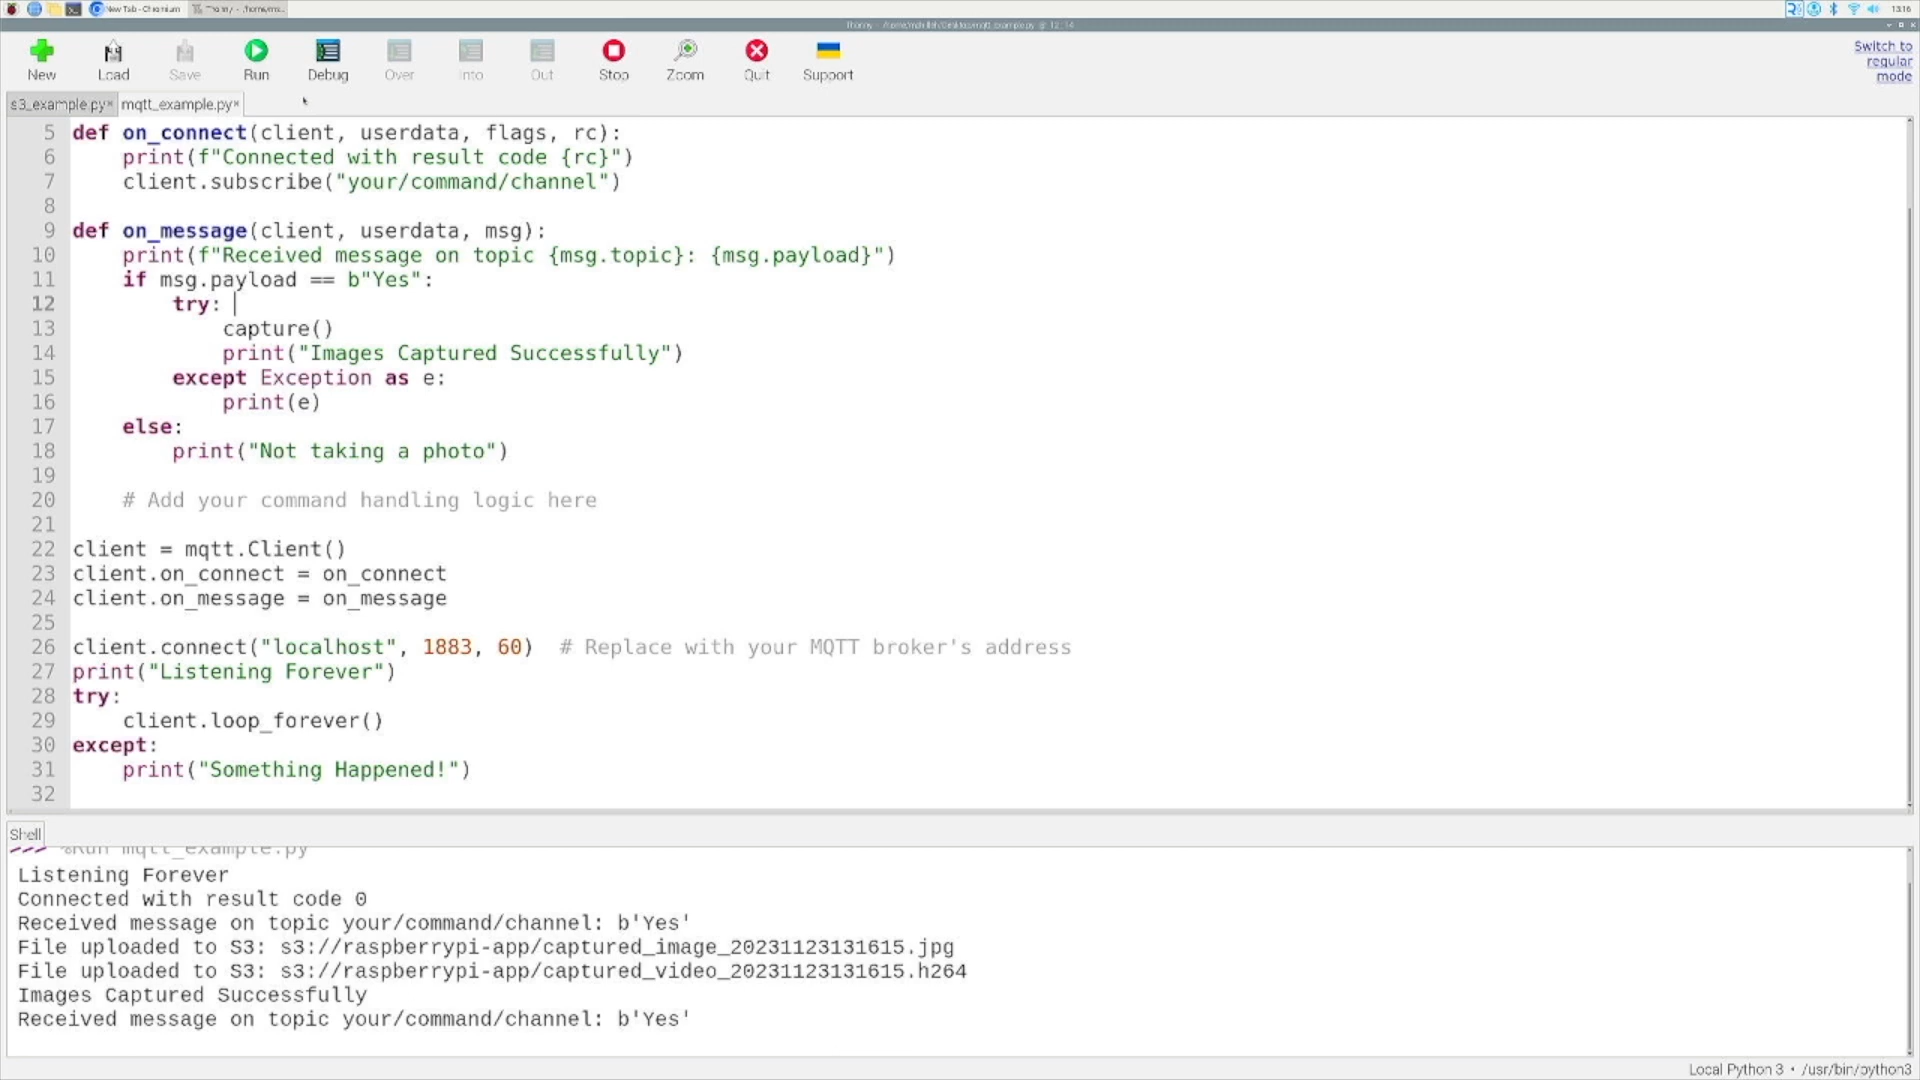 New Tab - Chromium
13:16
New Load Save Run Debug Over Into Out Stop Zoom Quit Support
Switch to
regular
mode
s3_example.py* mqtt_example.py*
5 def on_connect(client, userdata, flags, rc):
6 print(f"Connected with result code {rc}")
7 client.subscribe("your/command/channel")
8
9 def on_message(client, userdata, msg):
10 print(f"Received message on topic {msg.topic}: {msg.payload}")
11 if msg.payload == b"Yes":
12 try:
13 capture()
14 print("Images Captured Successfully")
15 except Exception as e:
16 print(e)
17 else:
18 print("Not taking a photo")
19
20 # Add your command handling logic here
21
22 client = mqtt.Client()
23 client.on_connect = on_connect
24 client.on_message = on_message
25
26 client.connect("localhost", 1883, 60)  # Replace with your MQTT broker's address
27 print("Listening Forever")
28 try:
29 client.loop_forever()
30 except:
31 print("Something Happened!")
32
Shell
>>> %Run mqtt_example.py
Listening Forever
Connected with result code 0
Received message on topic your/command/channel: b'Yes'
File uploaded to S3: s3://raspberrypi-app/captured_image_20231123131615.jpg
File uploaded to S3: s3://raspberrypi-app/captured_video_20231123131615.h264
Images Captured Successfully
Received message on topic your/command/channel: b'Yes'
Local Python 3 • /usr/bin/python3